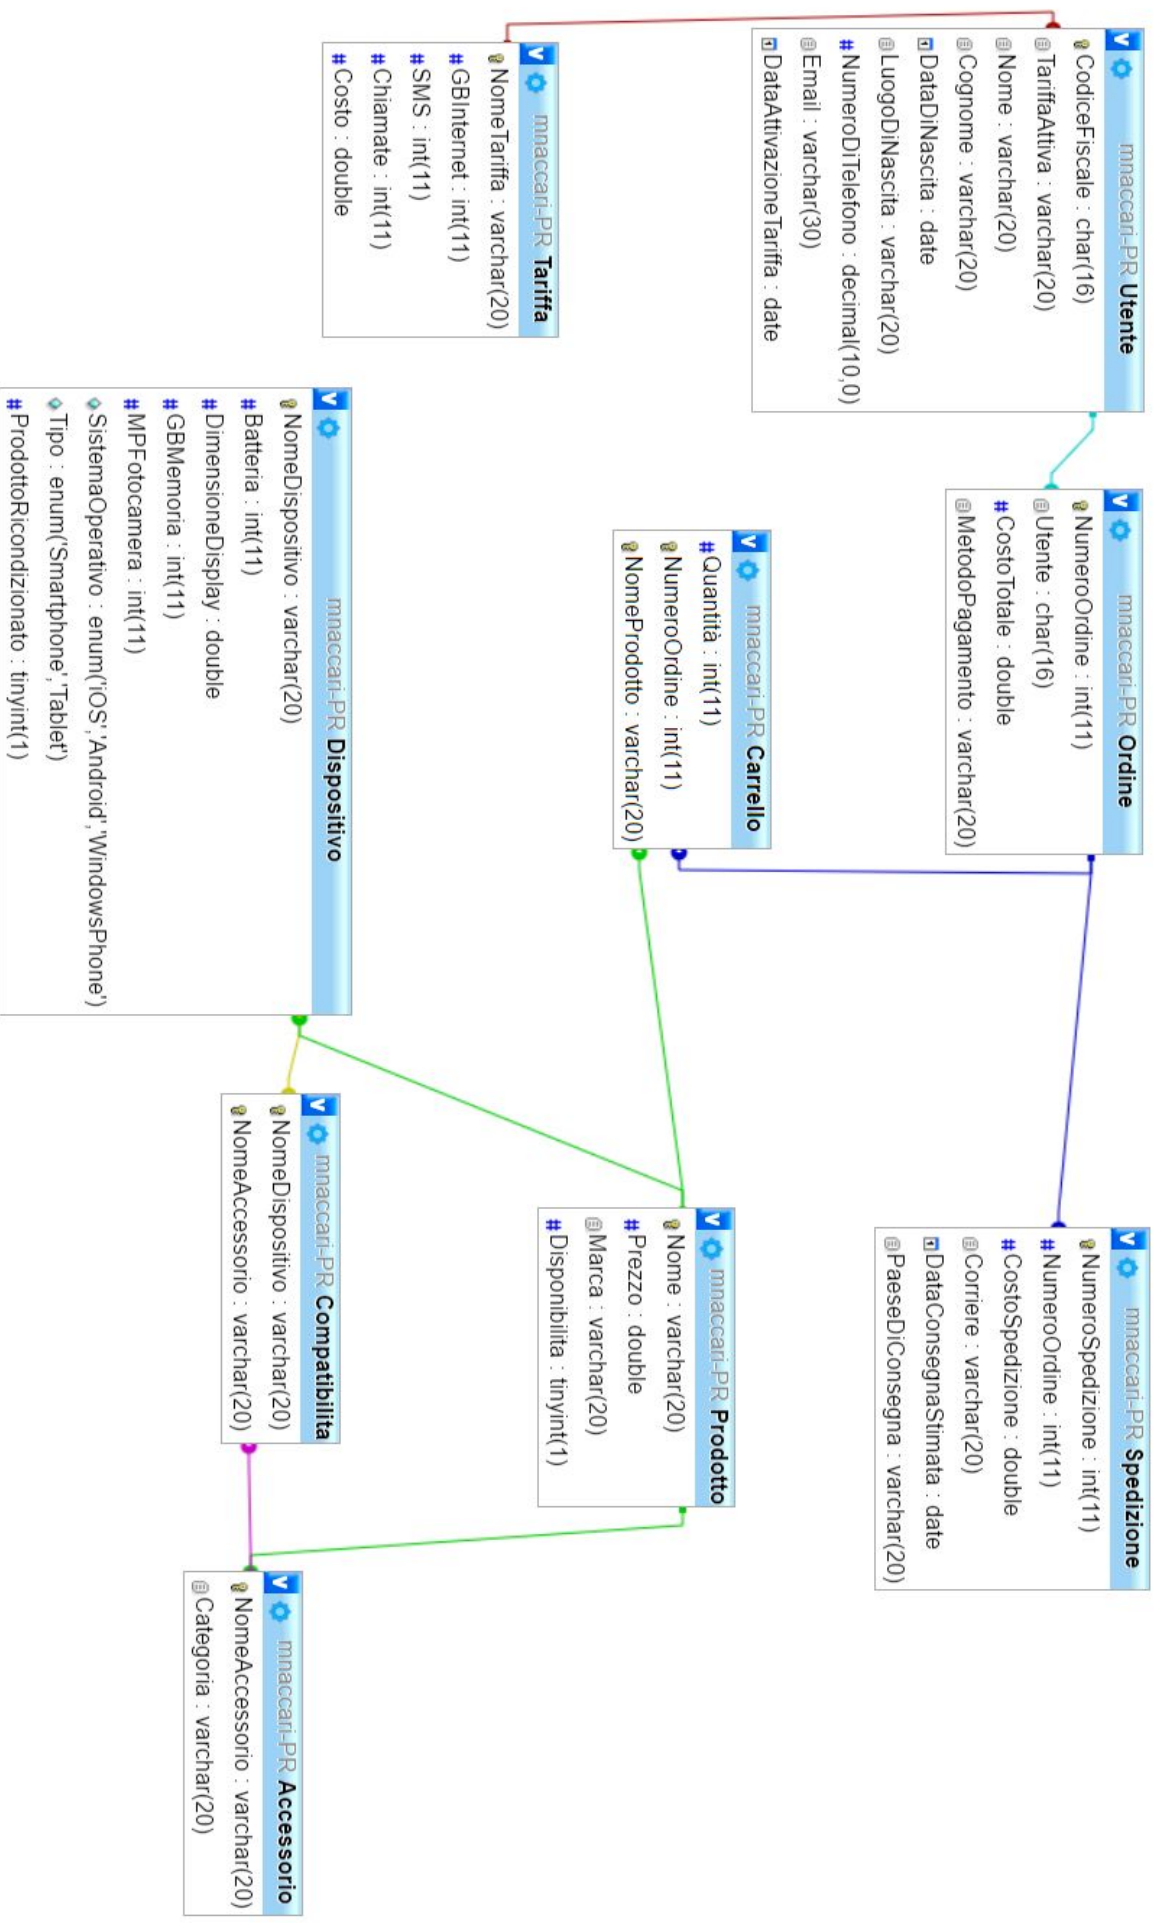 mnaccari-PR Utente
CodiceFiscale : char(16)
TariffaAttiva : varchar(20)
Nome : varchar(20)
Cognome : varchar(20)
DataDiNascita : date
LuogoDiNascita : varchar(20)
NumeroDiTelefono : decimal(10,0)
Email : varchar(30)
DataAttivazioneTariffa : date
mnaccari-PR Ordine
NumeroOrdine : int(11)
Utente : char(16)
CostoTotale : double
MetodoPagamento : varchar(20)
mnaccari-PR Spedizione
NumeroSpedizione : int(11)
NumeroOrdine : int(11)
CostoSpedizione : double
Corriere : varchar(20)
DataConsegnaStimata : date
PaeseDiConsegna : varchar(20)
mnaccari-PR Carrello
Quantità : int(11)
NumeroOrdine : int(11)
NomeProdotto : varchar(20)
mnaccari-PR Prodotto
Nome : varchar(20)
Prezzo : double
Marca : varchar(20)
Disponibilita : tinyint(1)
mnaccari-PR Tariffa
NomeTariffa : varchar(20)
GBInternet : int(11)
SMS : int(11)
Chiamate : int(11)
Costo : double
mnaccari-PR Dispositivo
NomeDispositivo : varchar(20)
Batteria : int(11)
DimensioneDisplay : double
GBMemoria : int(11)
MPFotocamera : int(11)
SistemaOperativo : enum('iOS','Android','WindowsPhone')
Tipo : enum('Smartphone','Tablet')
ProdottoRicondizionato : tinyint(1)
mnaccari-PR Compatibilita
NomeDispositivo : varchar(20)
NomeAccessorio : varchar(20)
mnaccari-PR Accessorio
NomeAccessorio : varchar(20)
Categoria : varchar(20)